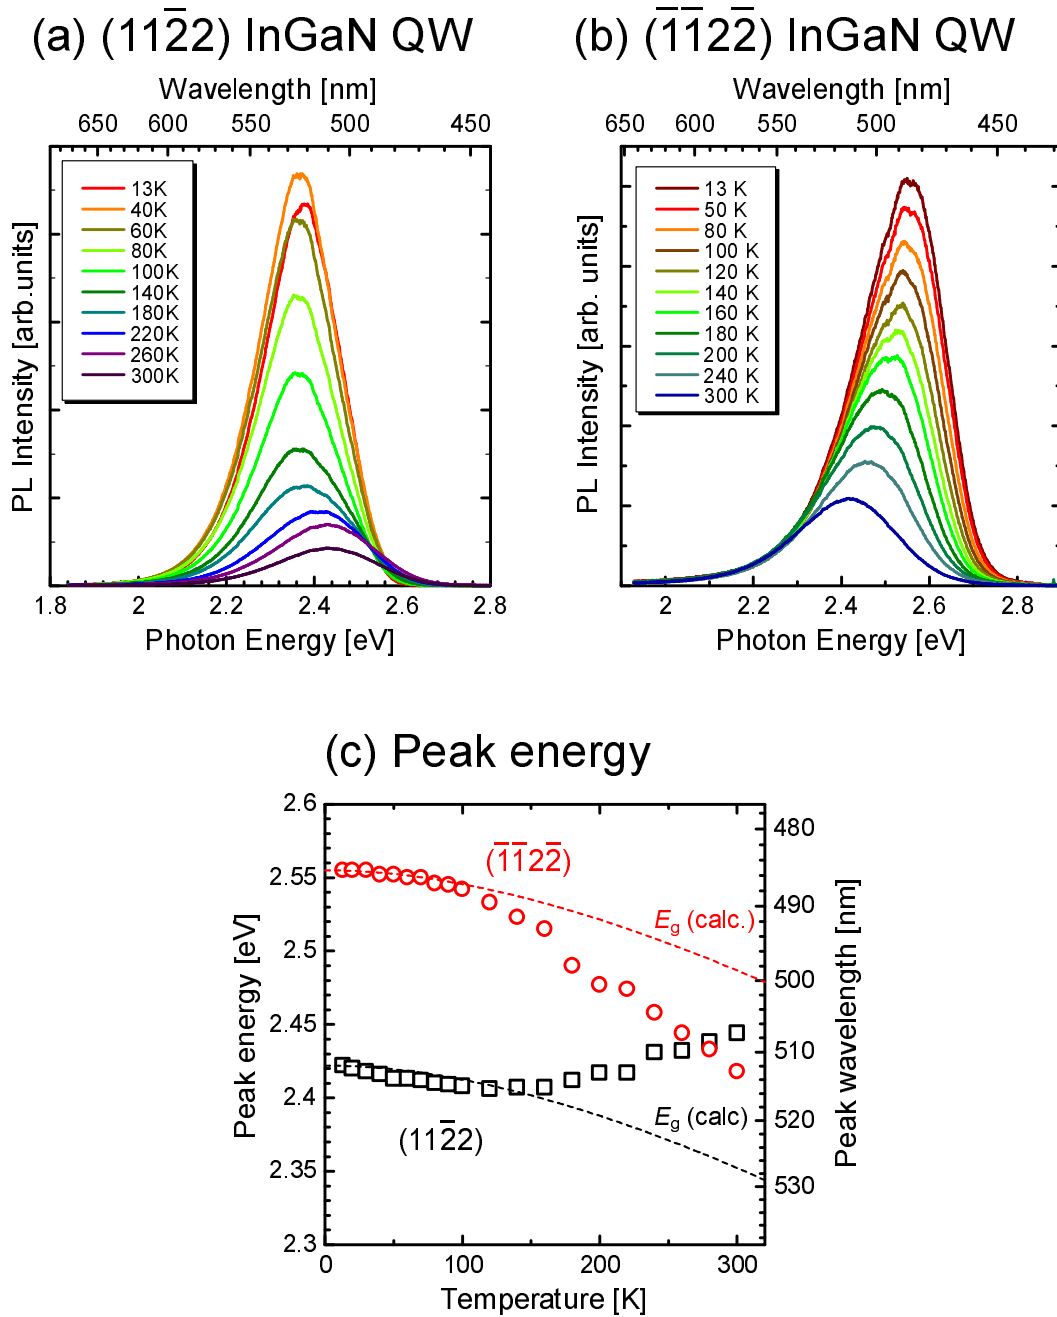 (a) (112̅2) InGaN QW
Wavelength [nm]
650 600 550 500 450
PL Intensity [arb.units]
13K
40K
60K
80K
100K
140K
180K
220K
260K
300K
1.8 2 2.2 2.4 2.6 2.8
Photon Energy [eV]
(b) (1̅1̅22̅) InGaN QW
Wavelength [nm]
650 600 550 500 450
PL Intensity [arb. units]
13 K
50 K
80 K
100 K
120 K
140 K
160 K
180 K
200 K
240 K
300 K
2 2.2 2.4 2.6 2.8
Photon Energy [eV]
(c) Peak energy
Peak energy [eV]
2.6
2.55
2.5
2.45
2.4
2.35
2.3
(1̅1̅22̅)
Eg (calc.)
Eg (calc)
(112̅2)
480
490
500
510
520
530
Peak wavelength [nm]
0 100 200 300
Temperature [K]